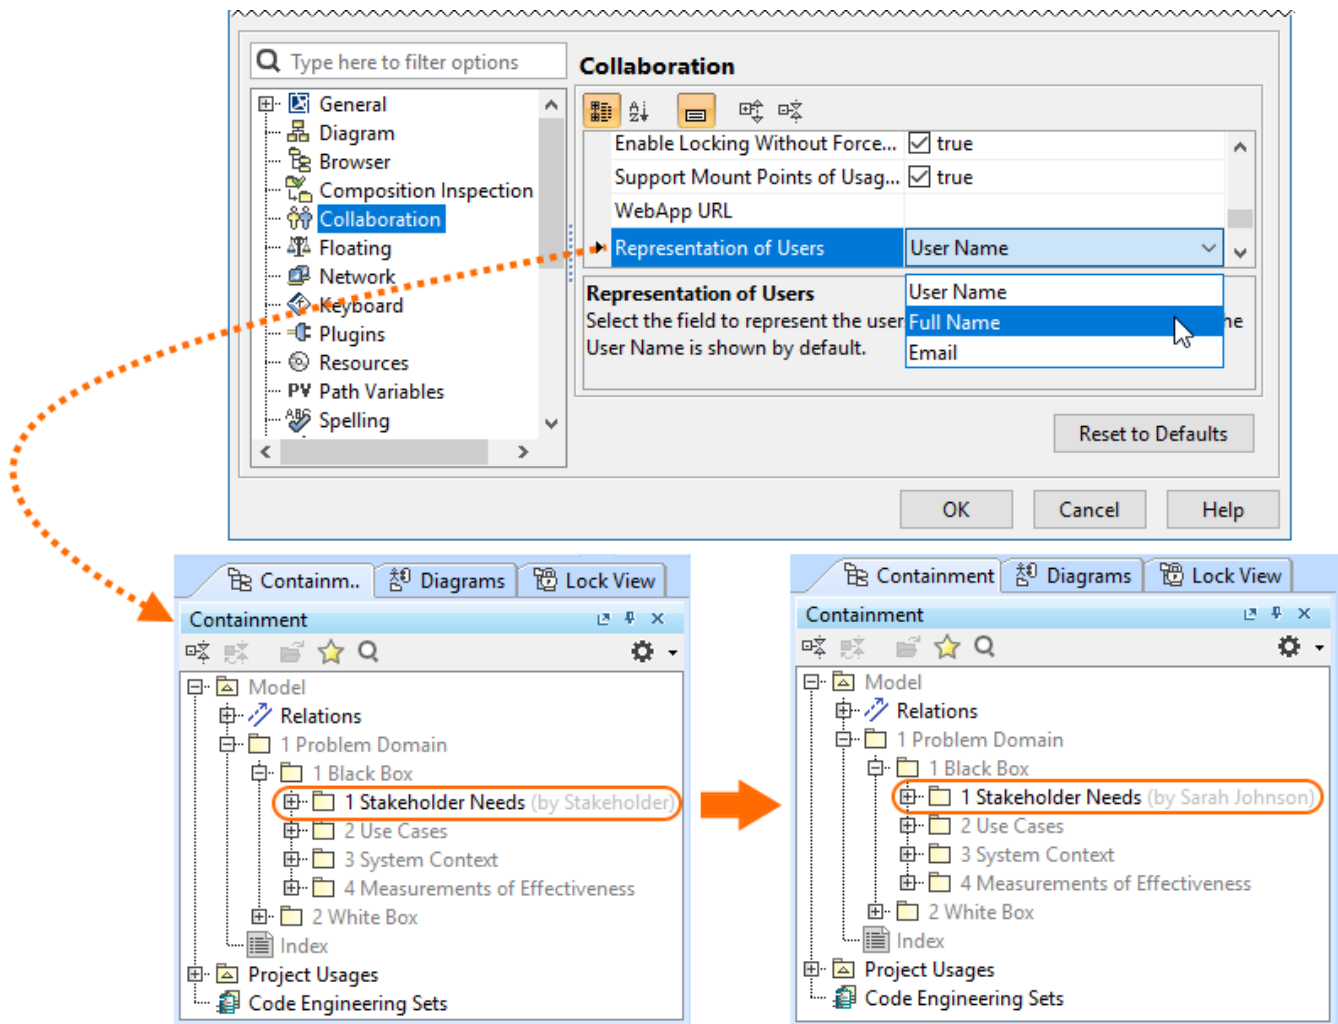 Type here to filter options
General
Diagram
Browser
Composition Inspection
Collaboration
Floating
Network
Keyboard
Plugins
Resources
PV Path Variables
ABC Spelling
Collaboration
Enable Locking Without Force... true
Support Mount Points of Usag... true
WebApp URL
Representation of Users User Name
User Name
Full Name
Email
Representation of Users
Select the field to represent the user he
User Name is shown by default.
Reset to Defaults
OK Cancel Help
Containm.. Diagrams Lock View
Containment
Model
Relations
1 Problem Domain
1 Black Box
1 Stakeholder Needs (by Stakeholder)
2 Use Cases
3 System Context
4 Measurements of Effectiveness
2 White Box
Index
Project Usages
Code Engineering Sets
Containment Diagrams Lock View
Containment
Model
Relations
1 Problem Domain
1 Black Box
1 Stakeholder Needs (by Sarah Johnson)
2 Use Cases
3 System Context
4 Measurements of Effectiveness
2 White Box
Index
Project Usages
Code Engineering Sets